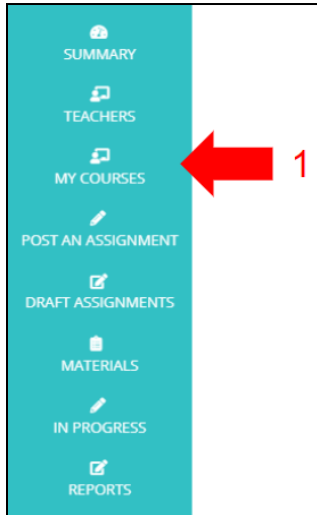 SUMMARY
TEACHERS
MY COURSES
1
POST AN ASSIGNMENT
DRAFT ASSIGNMENTS
MATERIALS
IN PROGRESS
REPORTS